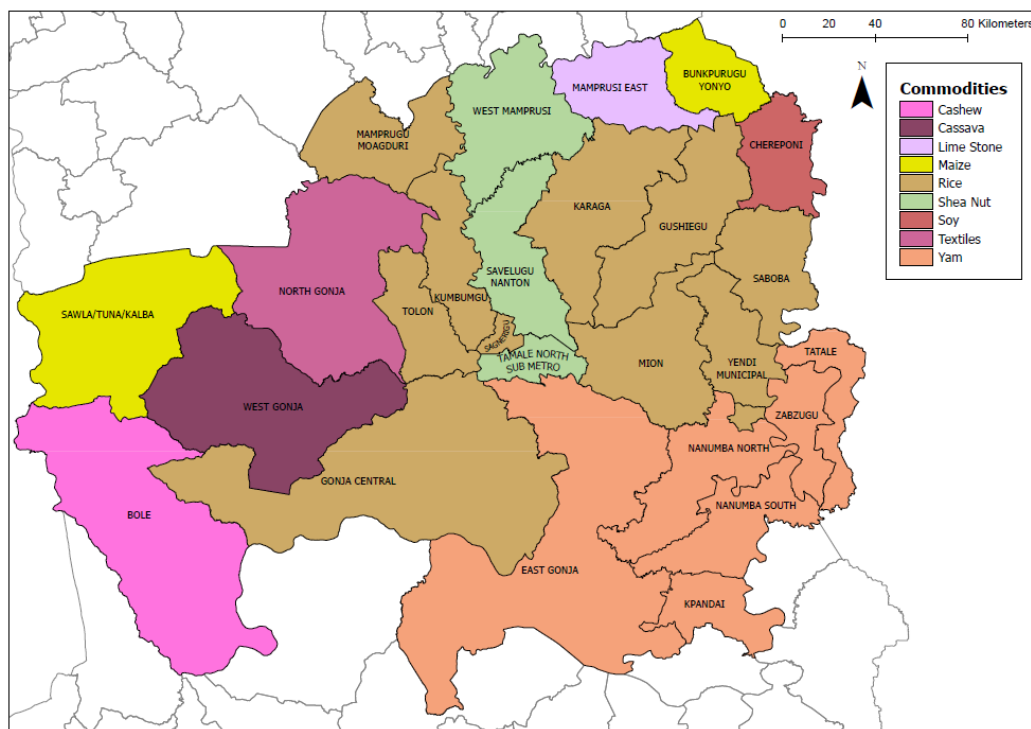 0 20 40 80 Kilometers
N
Commodities
Cashew
Cassava
Lime Stone
Maize
Rice
Shea Nut
Soy
Textiles
Yam
BUNKPURUGU
YONYO
MAMPRUSI EAST
WEST MAMPRUSI
MAMPRUGU
MOAGDURI
CHEREPONI
KARAGA
GUSHIEGU
NORTH GONJA
SAVELUGU
NANTON
SABOBA
SAWLA/TUNA/KALBA
TOLON
KUMBUMGU
SAGNERIGU
TAMALE NORTH
SUB METRO
MION
YENDI
MUNICIPAL
TATALE
WEST GONJA
ZABZUGU
NANUMBA NORTH
GONJA CENTRAL
NANUMBA SOUTH
BOLE
EAST GONJA
KPANDAI